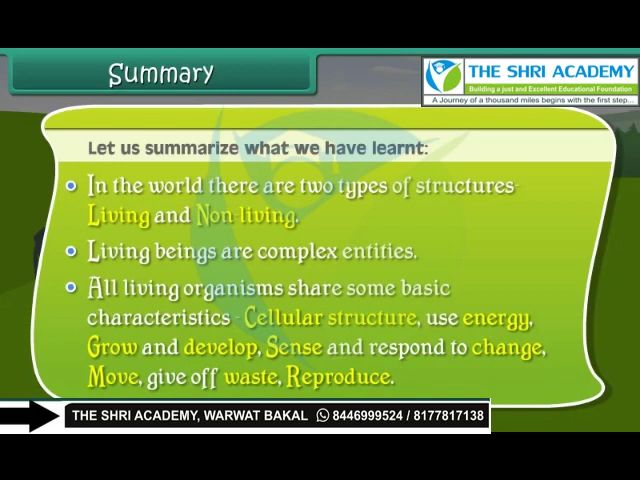 Summary
THE SHRI ACADEMY
Building a just and Excellent Educational Foundation
A Journey of a thousand miles begins with the first step...
Let us summarize what we have learnt:
In the world there are two types of structures-
Living and Non-living.
Living beings are complex entities.
All living organisms share some basic
characteristics - Cellular structure, use energy,
Grow and develop, Sense and respond to change,
Move, give off waste, Reproduce.
THE SHRI ACADEMY, WARWAT BAKAL 8446999524 / 8177817138